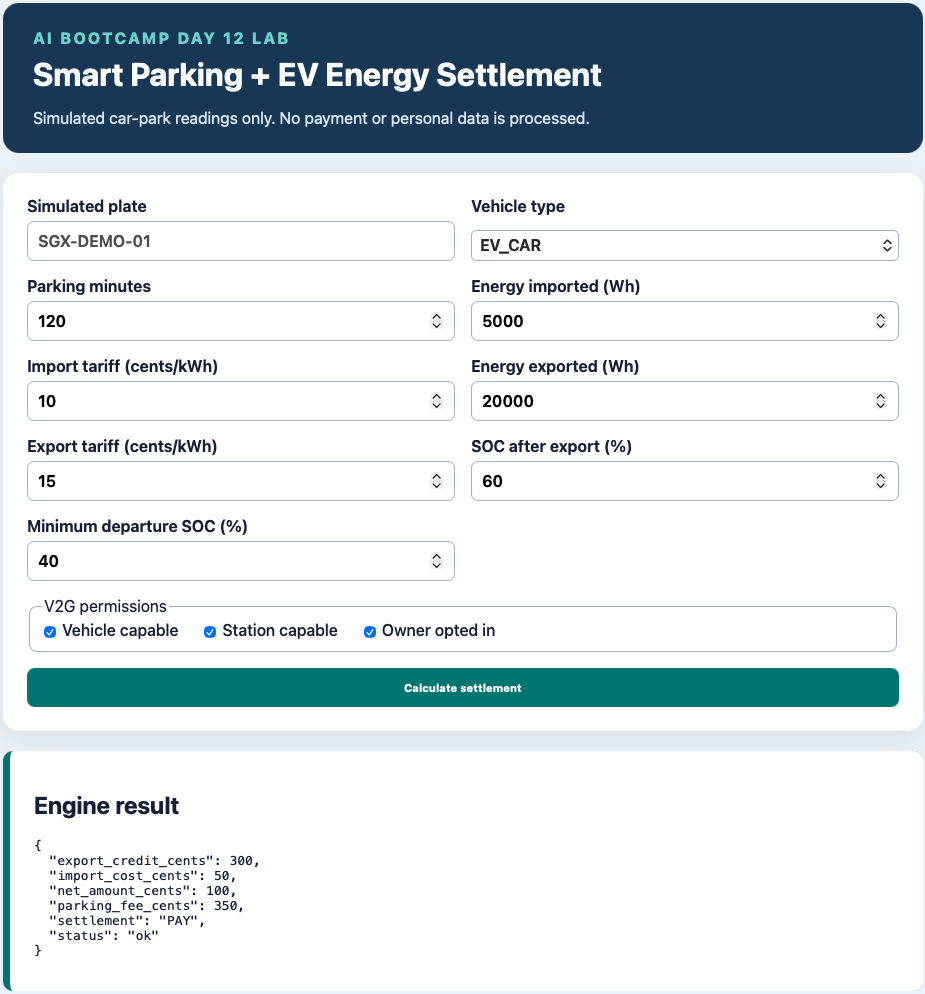 AI BOOTCAMP DAY 12 LAB
Smart Parking + EV Energy Settlement
Simulated car-park readings only. No payment or personal data is processed.
Simulated plate
SGX-DEMO-01
Vehicle type
EV_CAR
Parking minutes
120
Energy imported (Wh)
5000
Import tariff (cents/kWh)
10
Energy exported (Wh)
20000
Export tariff (cents/kWh)
15
SOC after export (%)
60
Minimum departure SOC (%)
40
V2G permissions
Vehicle capable
Station capable
Owner opted in
Calculate settlement
Engine result
{
  "export_credit_cents": 300,
  "import_cost_cents": 50,
  "net_amount_cents": 100,
  "parking_fee_cents": 350,
  "settlement": "PAY",
  "status": "ok"
}